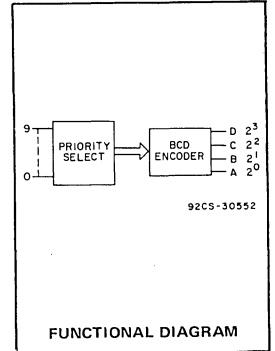 9
PRIORITY
SELECT
0
BCD
ENCODER
D 2³
C 2²
B 2¹
A 2⁰
92CS-30552
FUNCTIONAL DIAGRAM